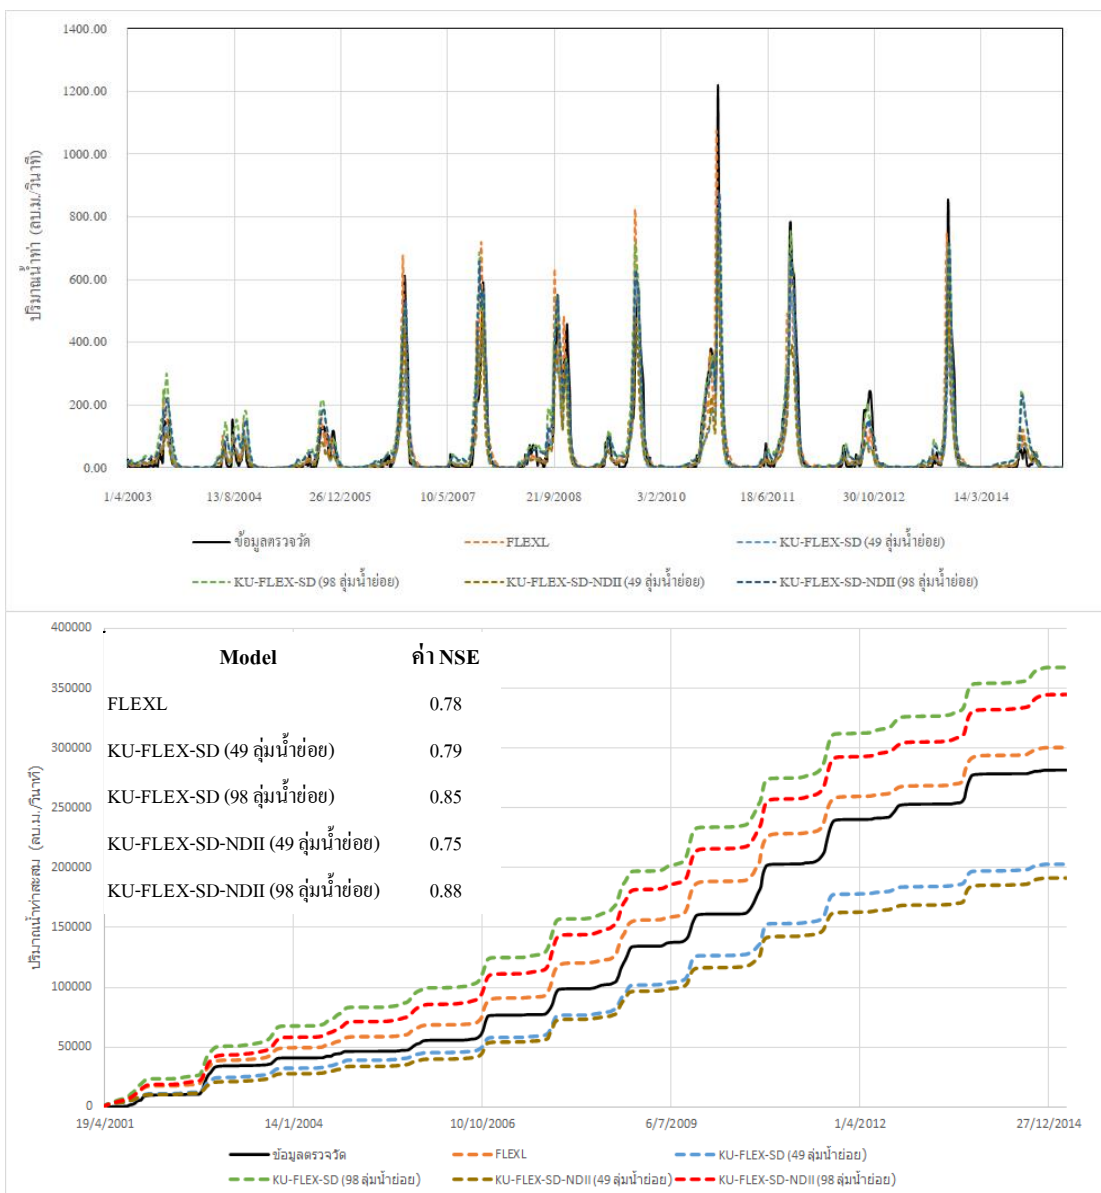 1400.00
1200.00
1000.00
800.00
600.00
400.00
200.00
0.00
ปริมาณน้ำท่า (ลบ.ม./วินาที)
1/4/2003 13/8/2004 26/12/2005 10/5/2007 21/9/2008 3/2/2010 18/6/2011 30/10/2012 14/3/2014
ข้อมูลตรวจวัด FLEXL KU-FLEX-SD (49 ลุ่มน้ำย่อย)
KU-FLEX-SD (98 ลุ่มน้ำย่อย) KU-FLEX-SD-NDII (49 ลุ่มน้ำย่อย) KU-FLEX-SD-NDII (98 ลุ่มน้ำย่อย)
400000
350000
300000
250000
200000
150000
100000
50000
0
ปริมาณน้ำท่าสะสม (ลบ.ม./วินาที)
Model ค่า NSE
FLEXL 0.78
KU-FLEX-SD (49 ลุ่มน้ำย่อย) 0.79
KU-FLEX-SD (98 ลุ่มน้ำย่อย) 0.85
KU-FLEX-SD-NDII (49 ลุ่มน้ำย่อย) 0.75
KU-FLEX-SD-NDII (98 ลุ่มน้ำย่อย) 0.88
19/4/2001 14/1/2004 10/10/2006 6/7/2009 1/4/2012 27/12/2014
ข้อมูลตรวจวัด FLEXL KU-FLEX-SD (49 ลุ่มน้ำย่อย)
KU-FLEX-SD (98 ลุ่มน้ำย่อย) KU-FLEX-SD-NDII (49 ลุ่มน้ำย่อย) KU-FLEX-SD-NDII (98 ลุ่มน้ำย่อย)